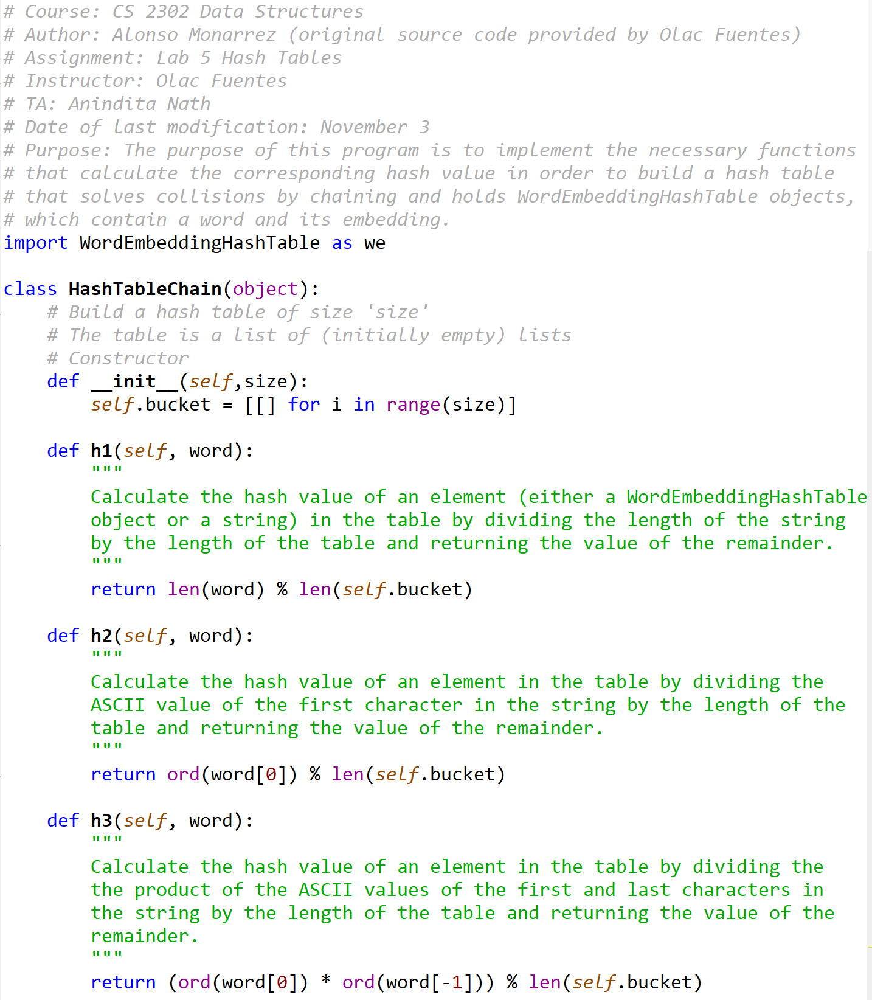 # Course: CS 2302 Data Structures
# Author: Alonso Monarrez (original source code provided by Olac Fuentes)
# Assignment: Lab 5 Hash Tables
# Instructor: Olac Fuentes
# TA: Anindita Nath
# Date of last modification: November 3
# Purpose: The purpose of this program is to implement the necessary functions
# that calculate the corresponding hash value in order to build a hash table
# that solves collisions by chaining and holds WordEmbeddingHashTable objects,
# which contain a word and its embedding.
import WordEmbeddingHashTable as we

class HashTableChain(object):
    # Build a hash table of size 'size'
    # The table is a list of (initially empty) lists
    # Constructor
    def __init__(self,size):
        self.bucket = [[] for i in range(size)]

    def h1(self, word):
        """
        Calculate the hash value of an element (either a WordEmbeddingHashTable
        object or a string) in the table by dividing the length of the string
        by the length of the table and returning the value of the remainder.
        """
        return len(word) % len(self.bucket)

    def h2(self, word):
        """
        Calculate the hash value of an element in the table by dividing the
        ASCII value of the first character in the string by the length of the
        table and returning the value of the remainder.
        """
        return ord(word[0]) % len(self.bucket)

    def h3(self, word):
        """
        Calculate the hash value of an element in the table by dividing the
        the product of the ASCII values of the first and last characters in
        the string by the length of the table and returning the value of the
        remainder.
        """
        return (ord(word[0]) * ord(word[-1])) % len(self.bucket)